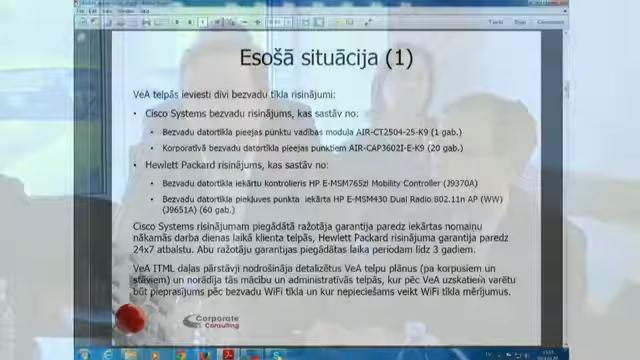 Esošā situācija (1)
VeA telpās ieviesti divi bezvadu tīkla risinājumi:
• Cisco Systems bezvadu risinājums, kas sastāv no:
• Bezvadu datortīkla pieejas punktu vadības moduļa AIR-CT2504-25-K9 (1 gab.)
• Korporatīvā bezvadu datortīkla pieejas punktiem AIR-CAP3602I-E-K9 (20 gab.)
• Hewlett Packard risinājums, kas sastāv no:
• Bezvadu datortīkla iekārtu kontrolieris HP E-MSM765zl Mobility Controller (J9370A)
• Bezvadu datortīkla piekļuves punkta iekārta HP E-MSM430 Dual Radio 802.11n AP (WW)
(J9651A) (60 gab.)
Cisco Systems risinājumam piegādātā ražotāja garantija paredz iekārtas nomaiņu
nākamās darba dienas laikā klienta telpās, Hewlett Packard risinājuma garantija paredz
24x7 atbalstu. Abu ražotāju garantijas piegādātas laika periodam līdz 3 gadiem.
VeA ITML daļas pārstāvji nodrošināja detalizētus VeA telpu plānus (pa korpusiem un
stāviem) un norādīja tās mācību un administratīvās telpās, kur pēc VeA uzskatiem varētu
būt pieprasījums pēc bezvadu WiFi tīkla un kur nepieciešams veikt WiFi tīkla mērījumus.
Corporate
Consulting